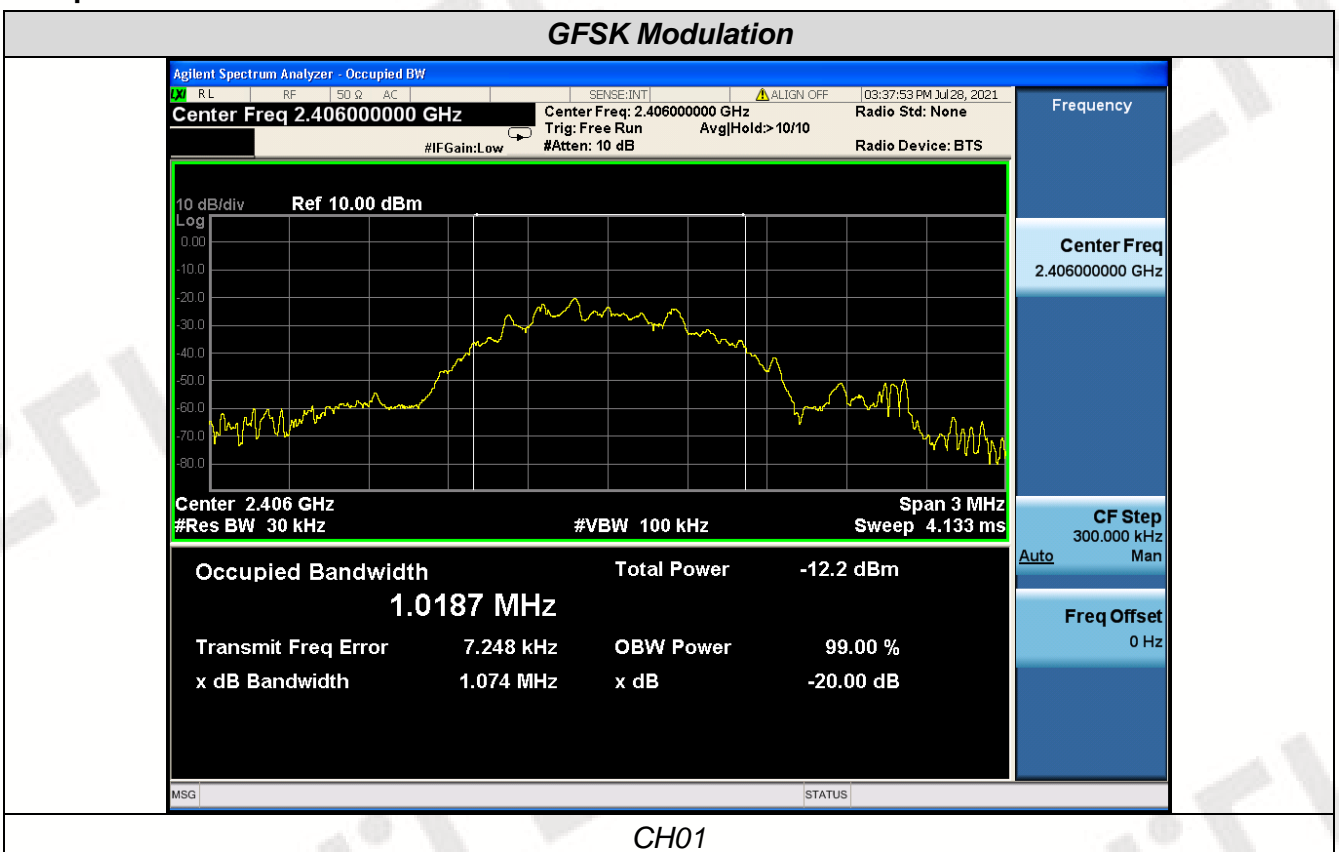 GFSK Modulation
Agilent Spectrum Analyzer - Occupied BW
LXI RL RF 50 Ω AC SENSE:INT ALIGN OFF 03:37:53 PM Jul 28, 2021
Center Freq 2.406000000 GHz
Center Freq: 2.406000000 GHz Radio Std: None
Trig: Free Run Avg|Hold:> 10/10
#IFGain:Low #Atten: 10 dB Radio Device: BTS
Frequency
10 dB/div Ref 10.00 dBm
Log
0.00
-10.0
-20.0
-30.0
-40.0
-50.0
-60.0
-70.0
-80.0
Center 2.406 GHz Span 3 MHz
#Res BW 30 kHz #VBW 100 kHz Sweep 4.133 ms
Occupied Bandwidth Total Power -12.2 dBm
1.0187 MHz
Transmit Freq Error 7.248 kHz OBW Power 99.00 %
x dB Bandwidth 1.074 MHz x dB -20.00 dB
Center Freq
2.406000000 GHz
CF Step
300.000 kHz
Auto Man
Freq Offset
0 Hz
MSG STATUS
CH01